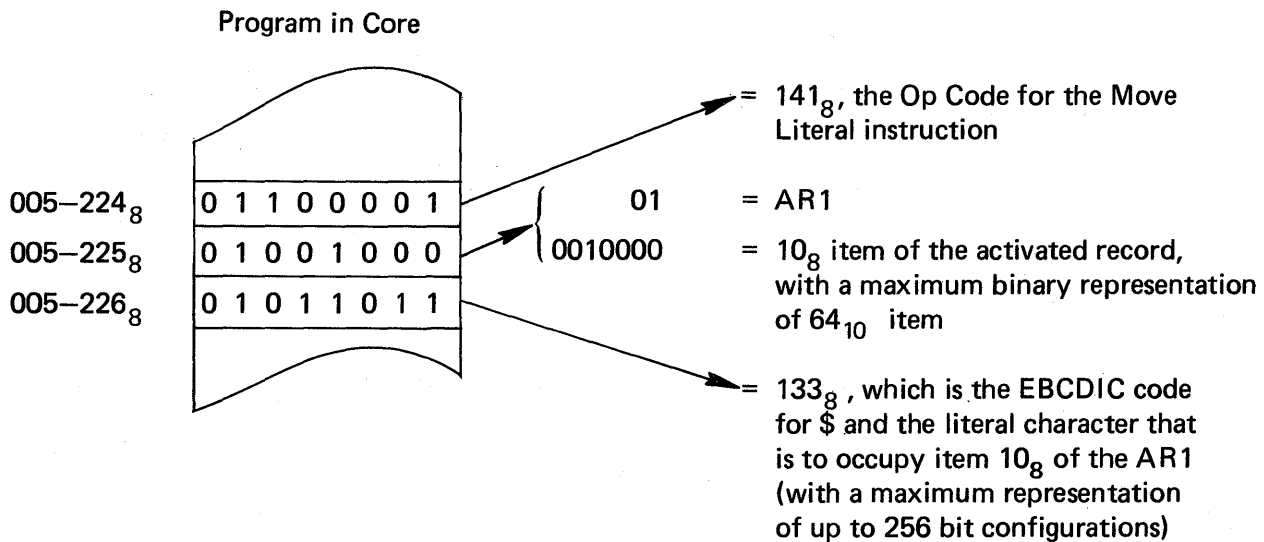 Program in Core
= 141₈, the Op Code for the Move
Literal instruction
005–224₈ 0 1 1 0 0 0 0 1
01 = AR1
005–225₈ 0 1 0 0 1 0 0 0
0010000 = 10₈ item of the activated record,
with a maximum binary representation
of 64₁₀ item
005–226₈ 0 1 0 1 1 0 1 1
= 133₈, which is the EBCDIC code
for $ and the literal character that
is to occupy item 10₈ of the AR1
(with a maximum representation
of up to 256 bit configurations)